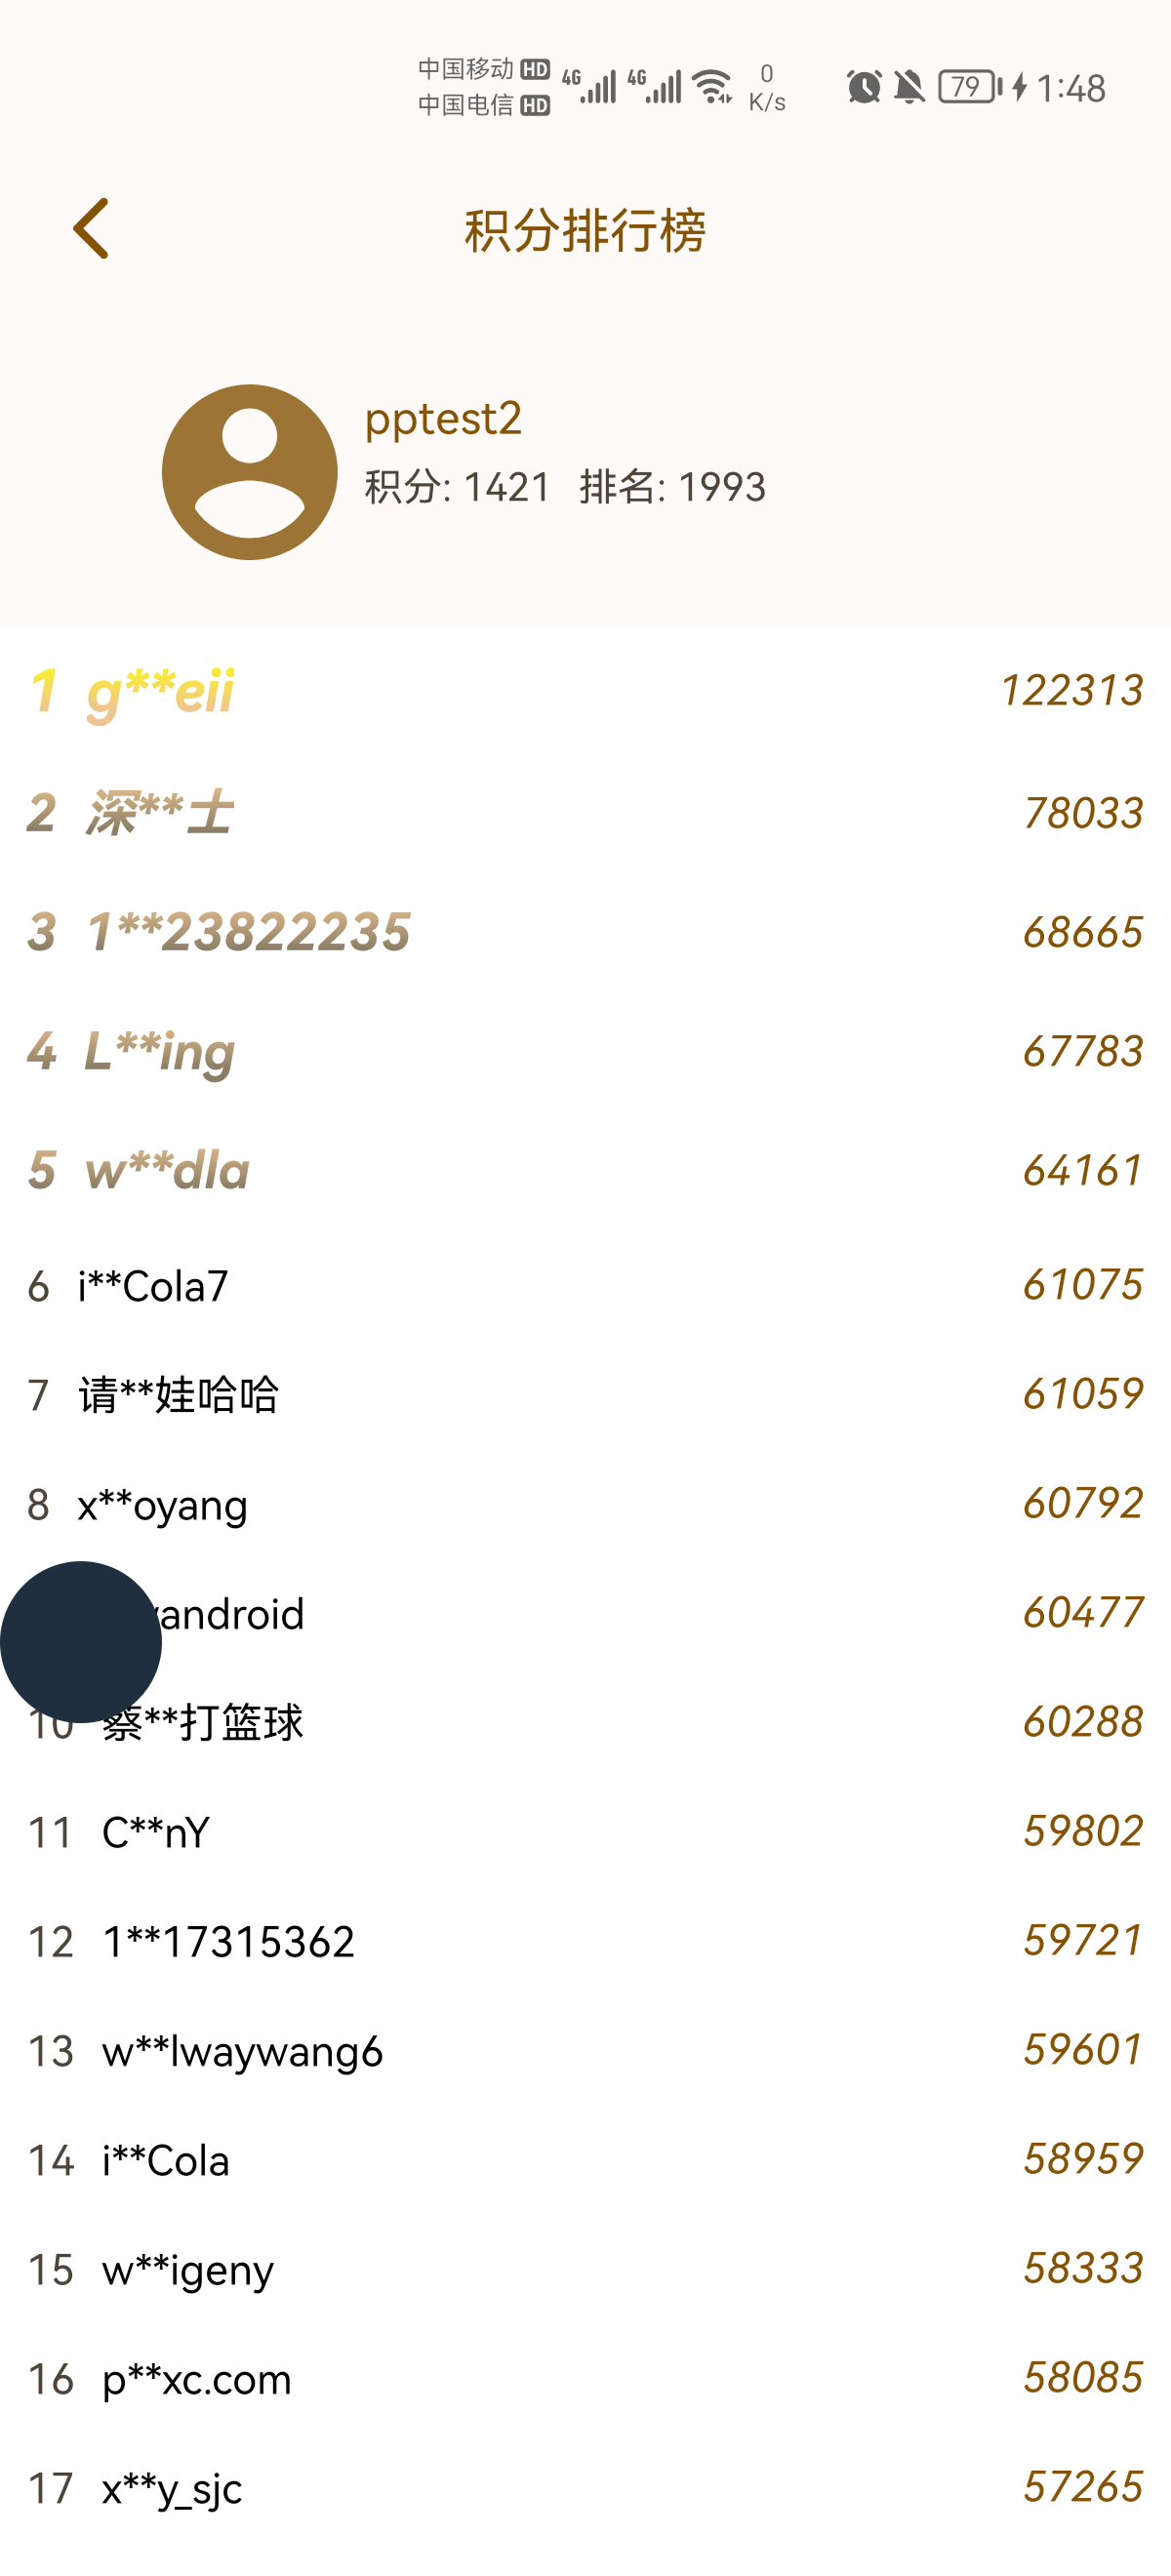 中国移动 HD 4G 4G 0 K/s 79 1:48
中国电信 HD
积分排行榜
pptest2
积分: 1421 排名: 1993
1 g**eii 122313
2 深**士 78033
3 1**23822235 68665
4 L**ing 67783
5 w**dla 64161
6 i**Cola7 61075
7 请**娃哈哈 61059
8 x**oyang 60792
android 60477
10 蔡**打篮球 60288
11 C**nY 59802
12 1**17315362 59721
13 w**lwaywang6 59601
14 i**Cola 58959
15 w**igeny 58333
16 p**xc.com 58085
17 x**y_sjc 57265